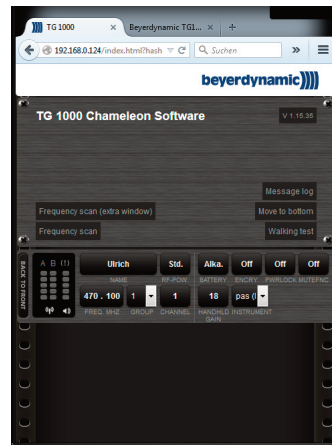 TG 1000
Beyerdynamic TG1...
192.168.0.124/index.html?hash
Suchen
beyerdynamic
TG 1000 Chameleon Software
V 1.15.36
Message log
Frequency scan (extra window)
Move to bottom
Frequency scan
Walking test
BACK TO FRONT
A B (!)
Ulrich
Std.
Alka.
Off
Off
Off
NAME
RF-POW
BATTERY
ENCRY
PWRLOCK
MUTEFNC
470 . 100
1
1
18
pas (l
FREQ. MHZ
GROUP
CHANNEL
HANDHLD GAIN
INSTRUMENT